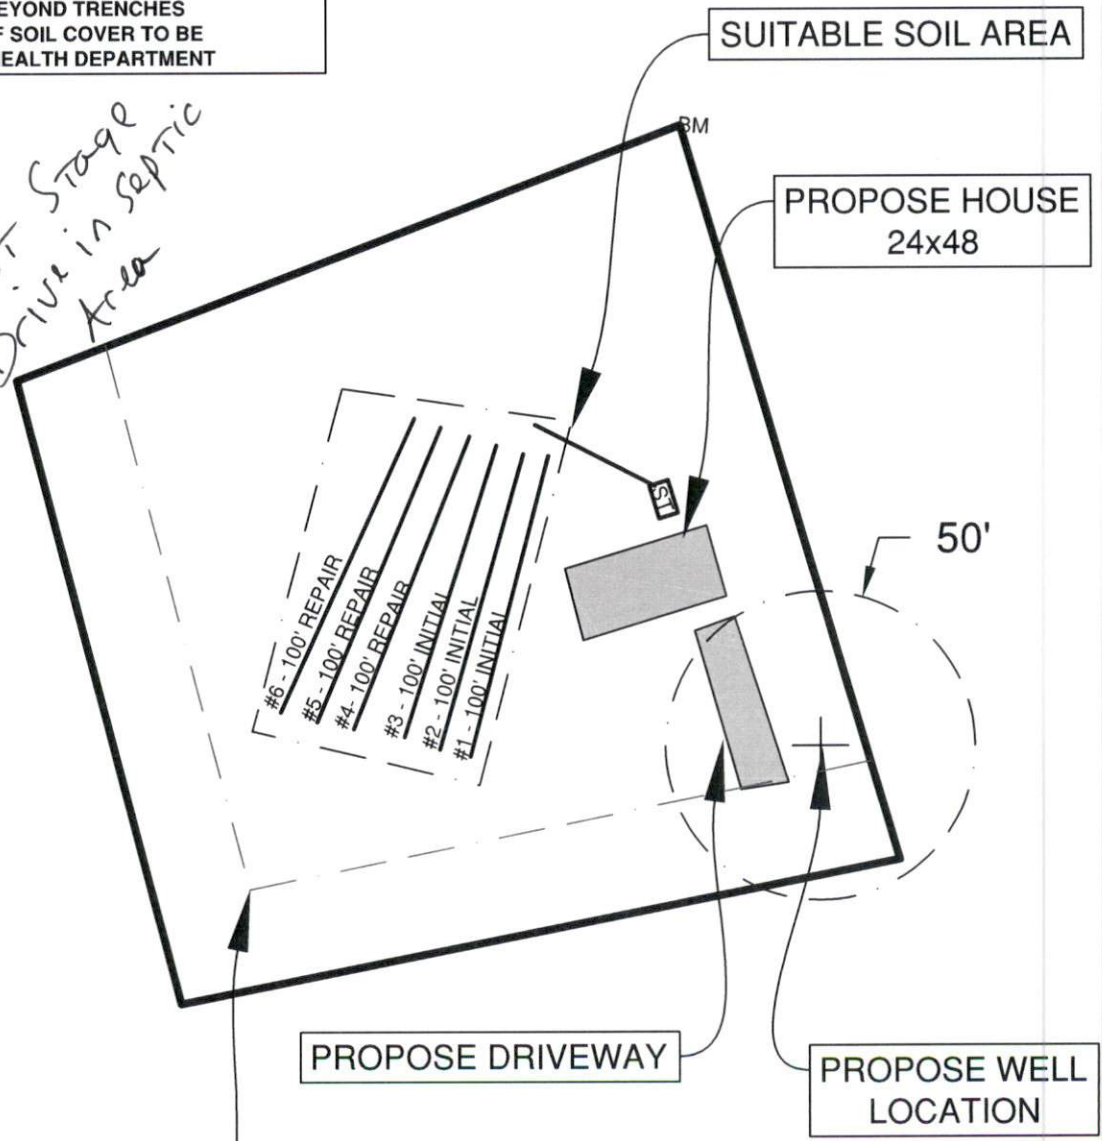 EYOND TRENCHES
F SOIL COVER TO BE
EALTH DEPARTMENT
SUITABLE SOIL AREA
Stage
Drive in Septic
Area
BM
PROPOSE HOUSE
24x48
ST
50'
#6 - 100' REPAIR
#5 - 100' REPAIR
#4 - 100' REPAIR
#3 - 100' INITIAL
#2 - 100' INITIAL
#1 - 100' INITIAL
PROPOSE DRIVEWAY
PROPOSE WELL
LOCATION